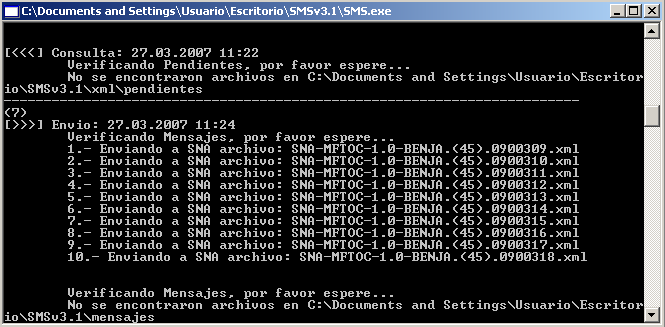 C:\Documents and Settings\Usuario\Escritorio\SMSv3.1\SMS.exe
[<<<] Consulta: 27.03.2007 11:22
Verificando Pendientes, por favor espere...
No se encontraron archivos en C:\Documents and Settings\Usuario\Escritor
io\SMSv3.1\xml\pendientes
--------------------------------------------------------------------------------
(7)
[>>>] Envio: 27.03.2007 11:24
Verificando Mensajes, por favor espere...
1.- Enviando a SNA archivo: SNA-MFTOC-1.0-BENJA.(45).0900309.xml
2.- Enviando a SNA archivo: SNA-MFTOC-1.0-BENJA.(45).0900310.xml
3.- Enviando a SNA archivo: SNA-MFTOC-1.0-BENJA.(45).0900311.xml
4.- Enviando a SNA archivo: SNA-MFTOC-1.0-BENJA.(45).0900312.xml
5.- Enviando a SNA archivo: SNA-MFTOC-1.0-BENJA.(45).0900313.xml
6.- Enviando a SNA archivo: SNA-MFTOC-1.0-BENJA.(45).0900314.xml
7.- Enviando a SNA archivo: SNA-MFTOC-1.0-BENJA.(45).0900315.xml
8.- Enviando a SNA archivo: SNA-MFTOC-1.0-BENJA.(45).0900316.xml
9.- Enviando a SNA archivo: SNA-MFTOC-1.0-BENJA.(45).0900317.xml
10.- Enviando a SNA archivo: SNA-MFTOC-1.0-BENJA.(45).0900318.xml
Verificando Mensajes, por favor espere...
No se encontraron archivos en C:\Documents and Settings\Usuario\Escritor
io\SMSv3.1\mensajes